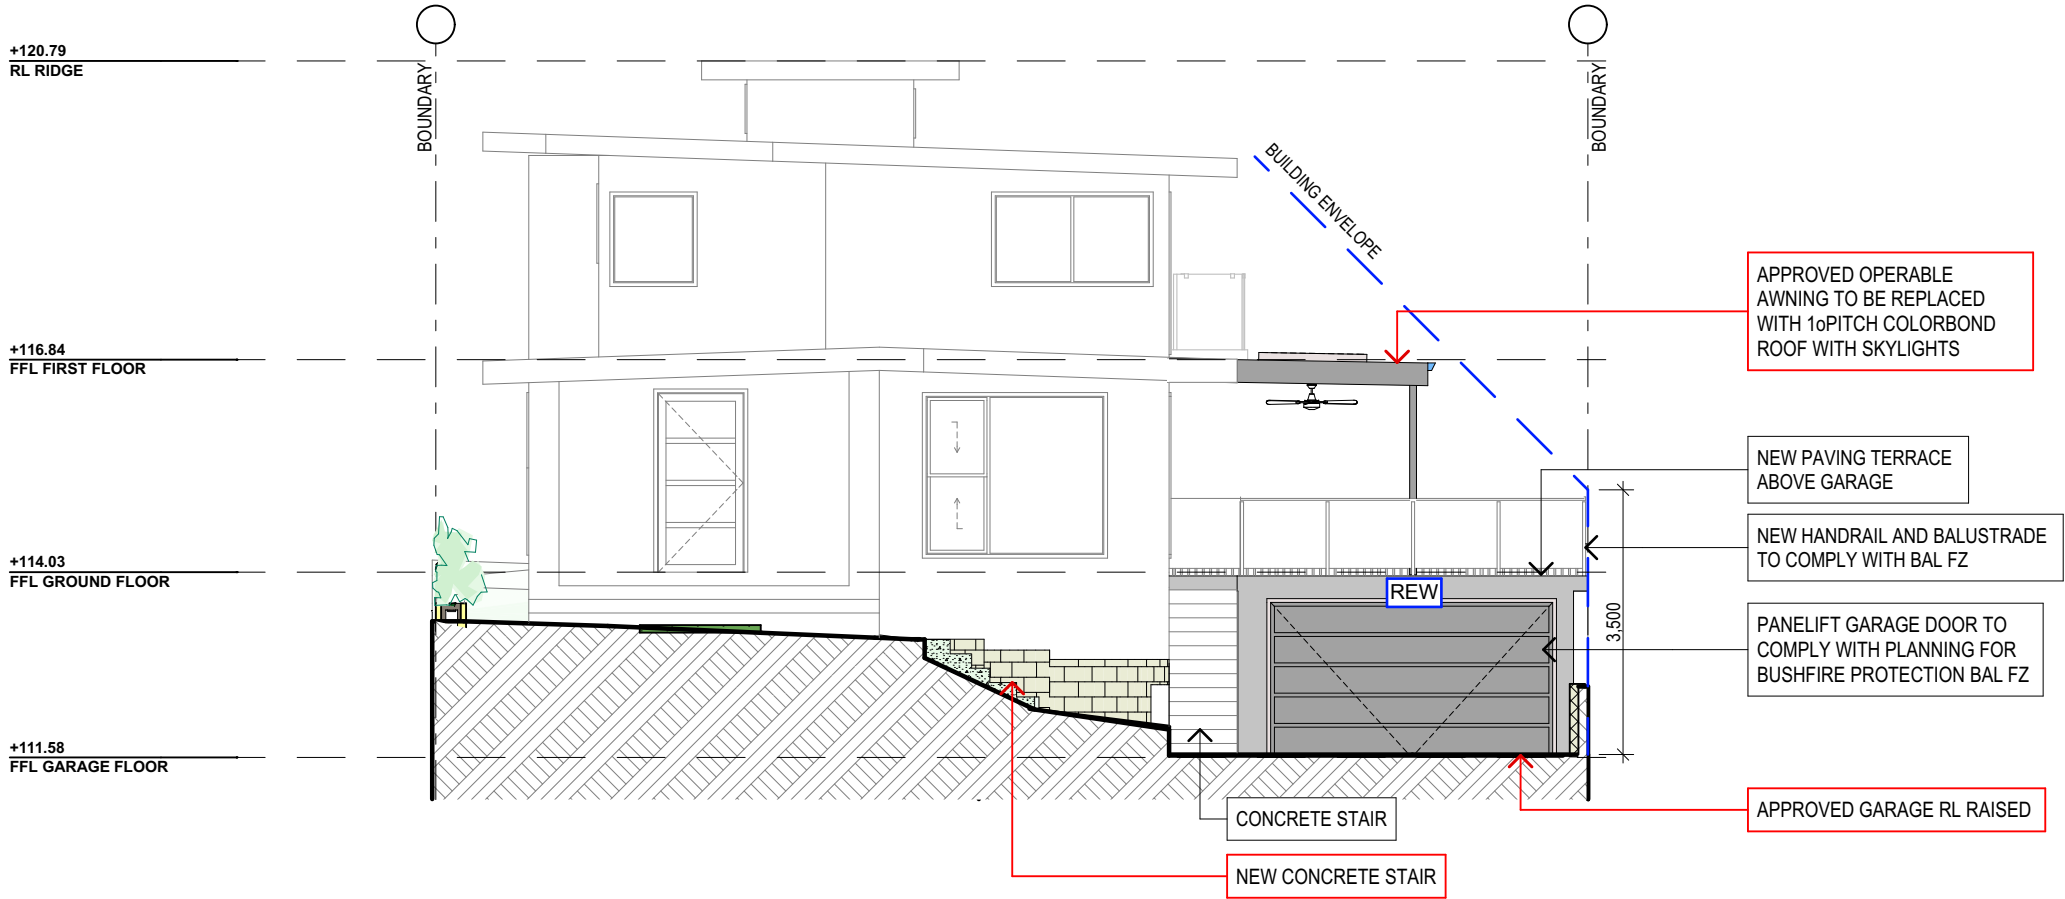 +120.79
RL RIDGE
BOUNDARY
BOUNDARY
BUILDING ENVELOPE
APPROVED OPERABLE
AWNING TO BE REPLACED
WITH 1oPITCH COLORBOND
ROOF WITH SKYLIGHTS
+116.84
FFL FIRST FLOOR
NEW PAVING TERRACE
ABOVE GARAGE
NEW HANDRAIL AND BALUSTRADE
TO COMPLY WITH BAL FZ
+114.03
FFL GROUND FLOOR
REW
3,500
PANELIFT GARAGE DOOR TO
COMPLY WITH PLANNING FOR
BUSHFIRE PROTECTION BAL FZ
+111.58
FFL GARAGE FLOOR
APPROVED GARAGE RL RAISED
CONCRETE STAIR
NEW CONCRETE STAIR